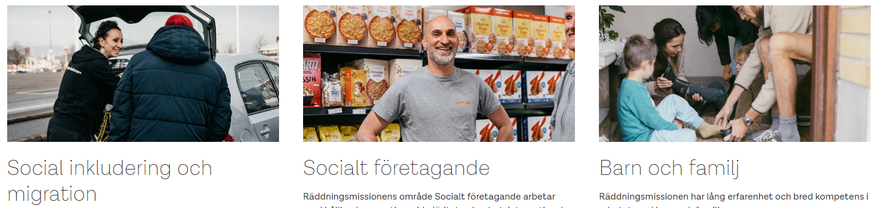 Social inkludering och
migration
Socialt företagande
Räddningsmissionens område Socialt företagande arbetar
Barn och familj
Räddningsmissionen har lång erfarenhet och bred kompetens i